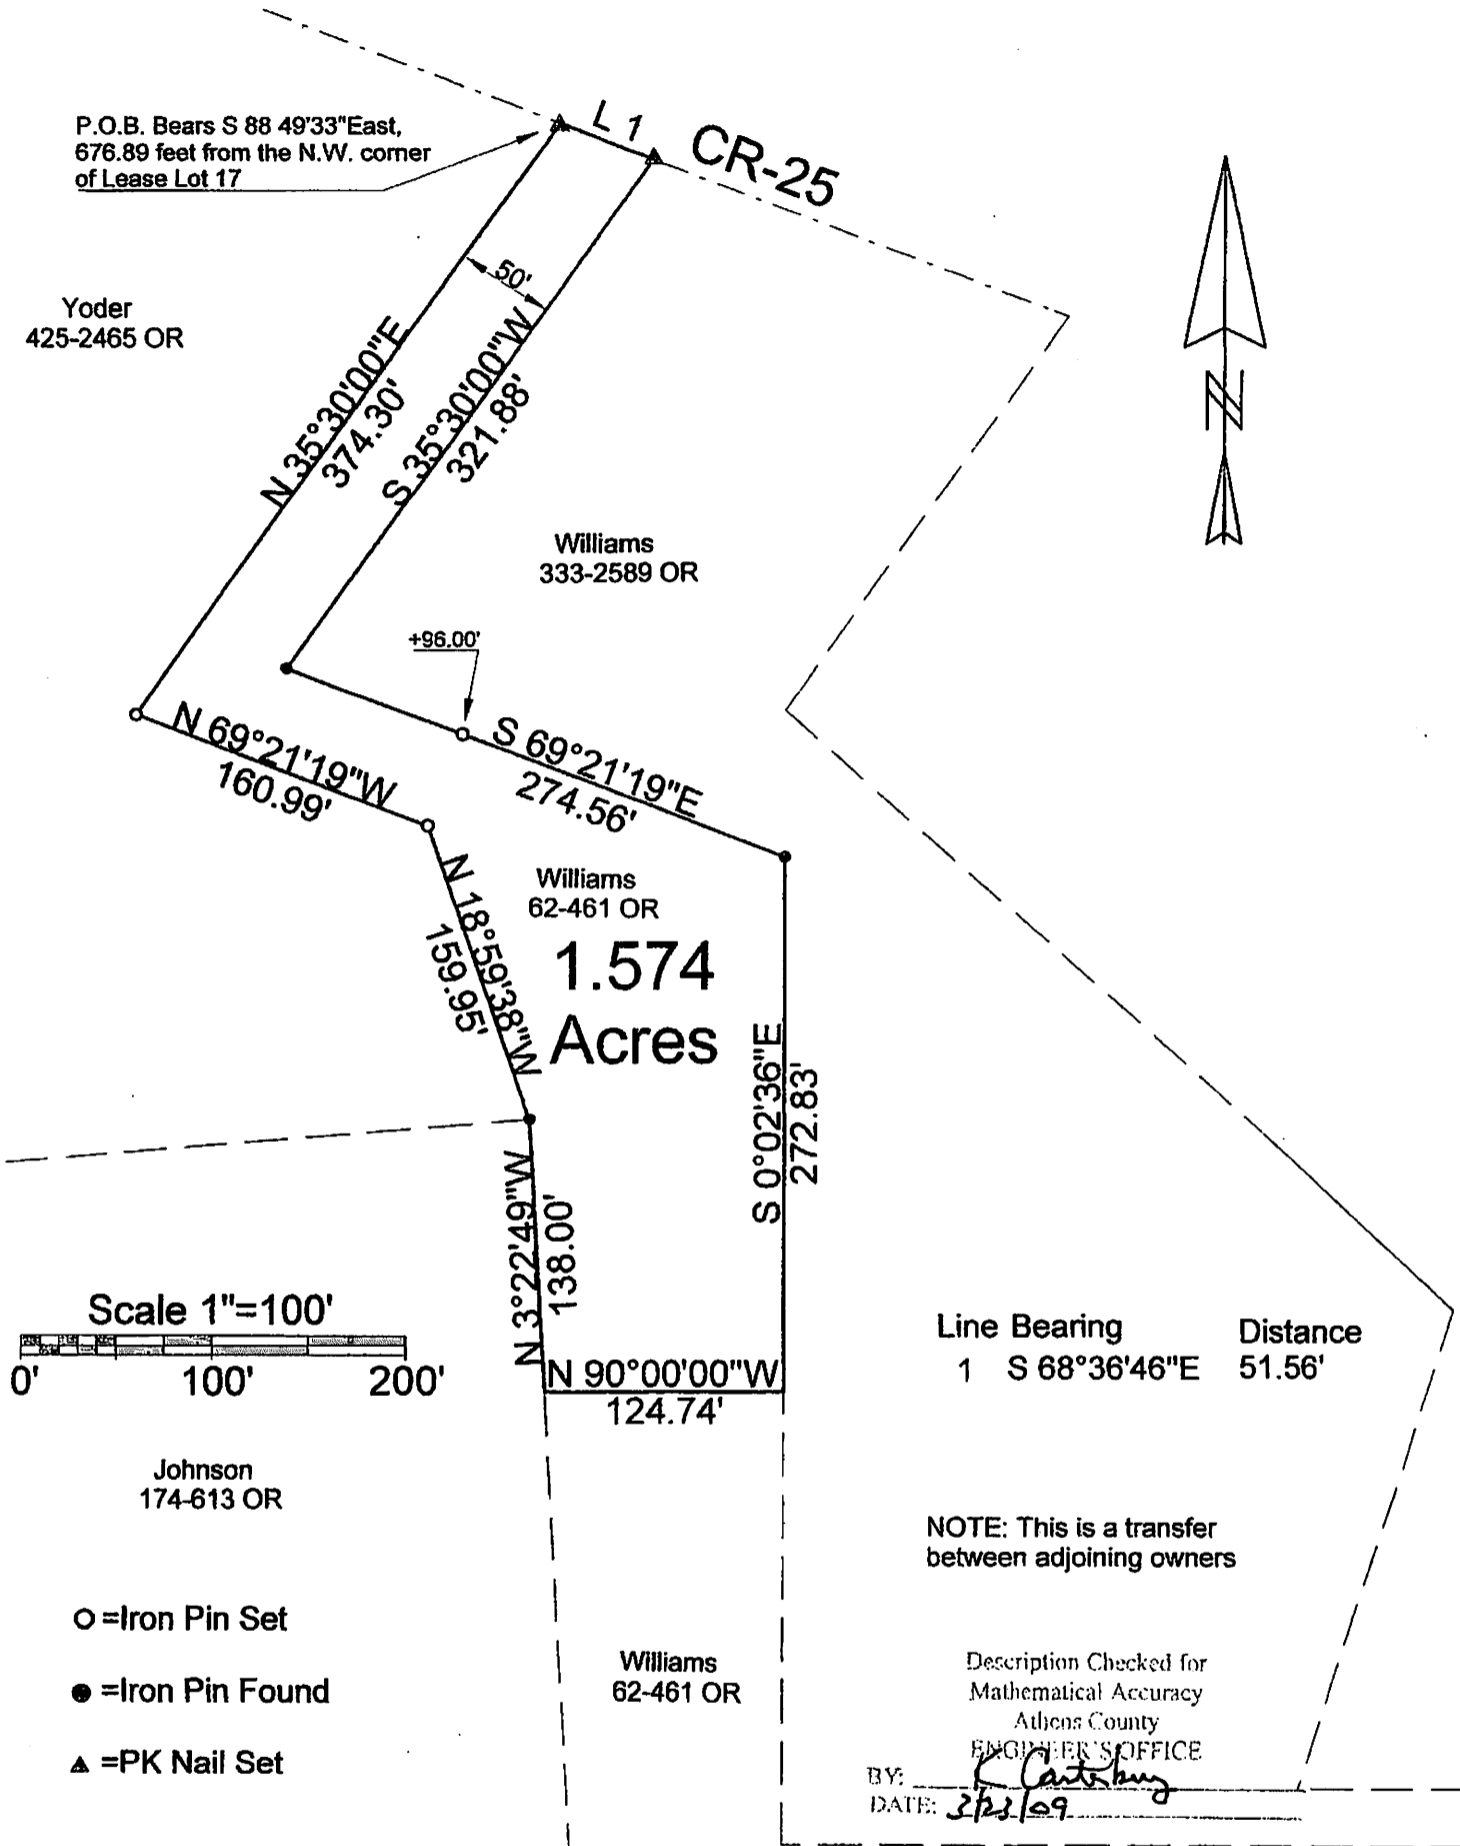 P.O.B. Bears S 88 49'33"East,
676.89 feet from the N.W. corner
of Lease Lot 17
L 1
CR-25
50'
Yoder
425-2465 OR
N 35°30'00"E
374.30'
S 35°30'00"W
321.88'
N
Williams
333-2589 OR
+96.00'
N 69°21'19"W
160.99'
S 69°21'19"E
274.56'
Williams
62-461 OR
1.574
Acres
N 18°59'38"W
159.95'
S 0°02'36"E
272.83'
N 3°22'49"W
138.00'
N 90°00'00"W
124.74'
Scale 1"=100'
0' 100' 200'
Line Bearing Distance
1 S 68°36'46"E 51.56'
Johnson
174-613 OR
NOTE: This is a transfer
between adjoining owners
=Iron Pin Set
=Iron Pin Found
=PK Nail Set
Williams
62-461 OR
Description Checked for
Mathematical Accuracy
Athens County
ENGINEER'S OFFICE
BY: K
DATE: 3/23/09